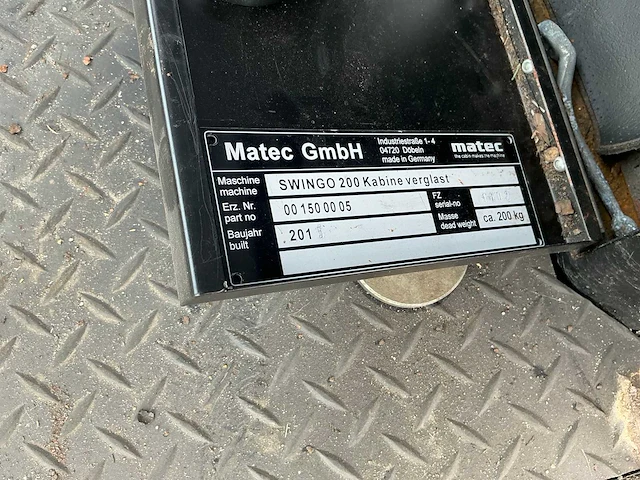 Matec GmbH
Industriestraße 1- 4
04720 Döbeln
made in Germany
matec
the cabin makes the machine
Maschine
machine
SWINGO 200 Kabine verglast
Erz. Nr.
part no
00 150 00 05
FZ
serial-no
Baujahr
built
201
Masse
dead weight
ca. 200 kg